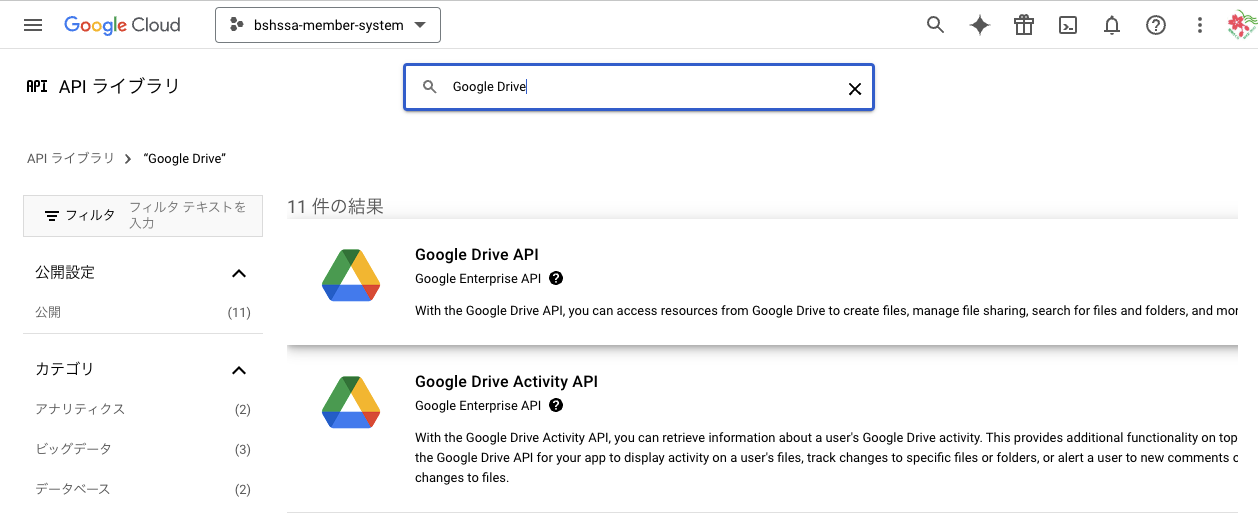 Google Cloud
bshssa-member-system
API API ライブラリ
Google Drive
API ライブラリ
“Google Drive”
フィルタ
フィルタ テキストを
入力
11 件の結果
公開設定
公開 (11)
カテゴリ
アナリティクス (2)
ビッグデータ (3)
データベース (2)
Google Drive API
Google Enterprise API
With the Google Drive API, you can access resources from Google Drive to create files, manage file sharing, search for files and folders, and mor
Google Drive Activity API
Google Enterprise API
With the Google Drive Activity API, you can retrieve information about a user's Google Drive activity. This provides additional functionality on top
the Google Drive API for your app to display activity on a user's files, track changes to specific files or folders, or alert a user to new comments o
changes to files.